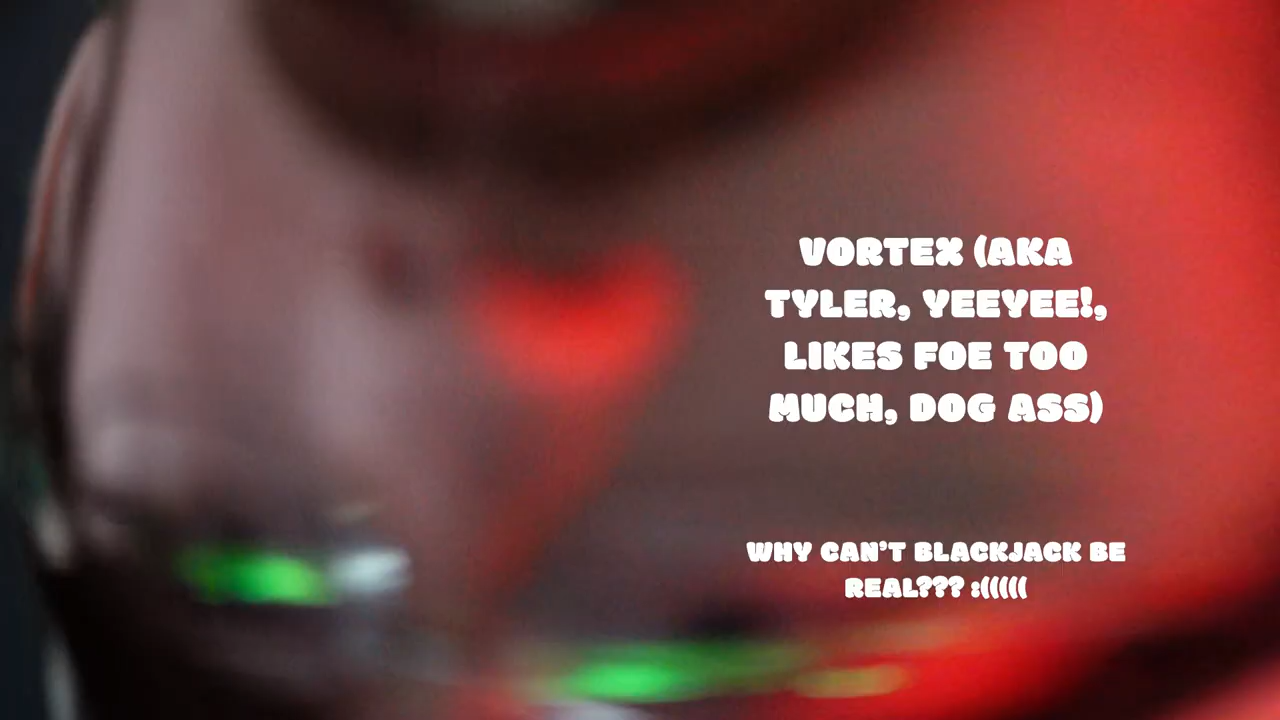 VORTEX (AKA
TYLER, YEEYEE!,
LIKES FOE TOO
MUCH, DOG ASS)
WHY CAN'T BLACKJACK BE
REAL??? :(((((